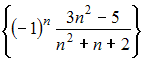 {(-1)^n (3n^2 - 5)/(n^2 + n + 2)}